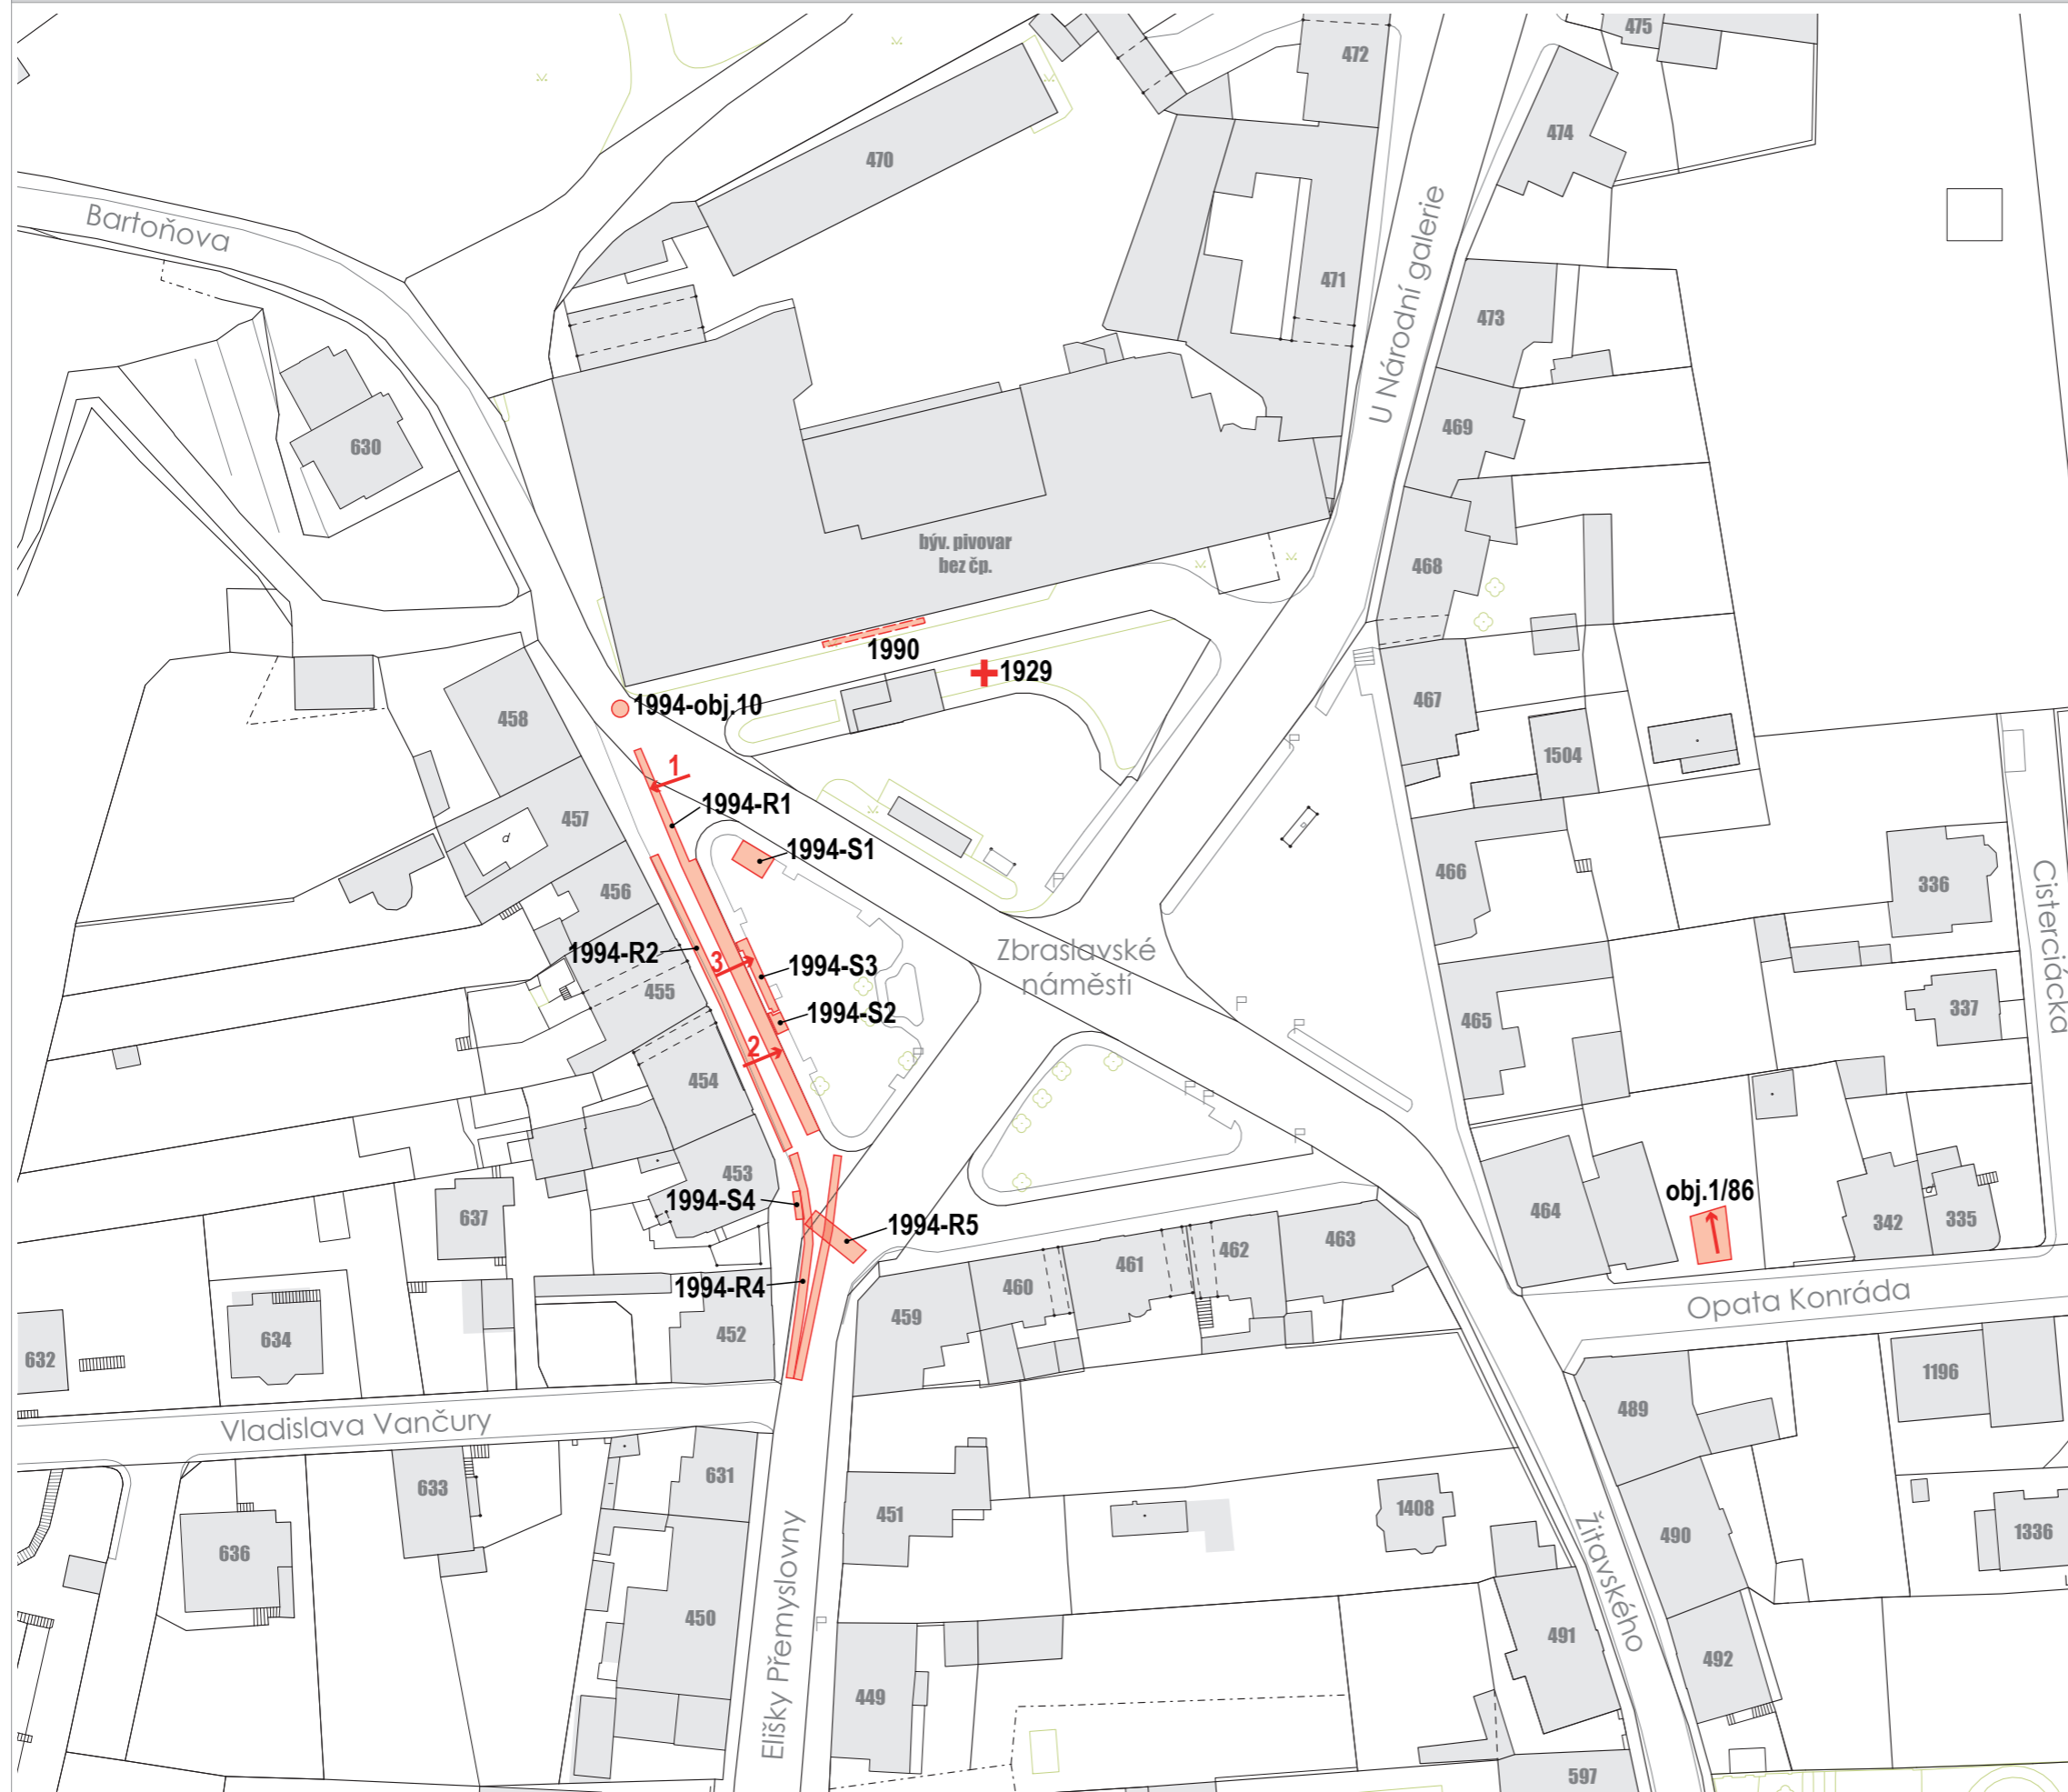 475
472
474
470
Bartoňova
U Národní galerie
471
473
469
630
býv. pivovar
bez čp.
468
1990
1929
467
1994-obj.10
458
1504
1
1994-R1
457
d
1994-S1
466
336
456
Cisterciácka
1994-R2
Zbraslavské
náměstí
3
1994-S3
455
1994-S2
465
337
2
454
453
1994-S4
obj.1/86
637
464
342
335
1994-R5
463
462
461
460
1994-R4
459
Opata Konráda
452
634
632
1196
489
Vladislava Vančury
633
631
451
1408
490
1336
636
Elišky Přemyslovny
Žitavského
450
491
492
449
597